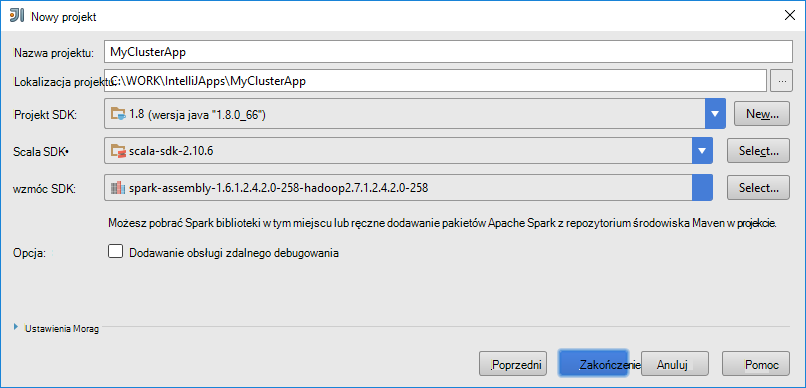 Nowy projekt
Nazwa projektu: MyClusterApp
Lokalizacja projektu: C:\WORK\IntelliJApps\MyClusterApp ...
Projekt SDK: 1.8 (wersja java "1.8.0_66") New...
Scala SDK• scala-sdk-2.10.6 Select...
wzmóc SDK: spark-assembly-1.6.1.2.4.2.0-258-hadoop2.7.1.2.4.2.0-258 Select...
Możesz pobrać Spark biblioteki w tym miejscu lub ręczne dodawanie pakietów Apache Spark z repozytorium środowiska Maven w projekcie.
Opcja: Dodawanie obsługi zdalnego debugowania
Ustawienia Morag
Poprzedni Zakończenie Anuluj Pomoc